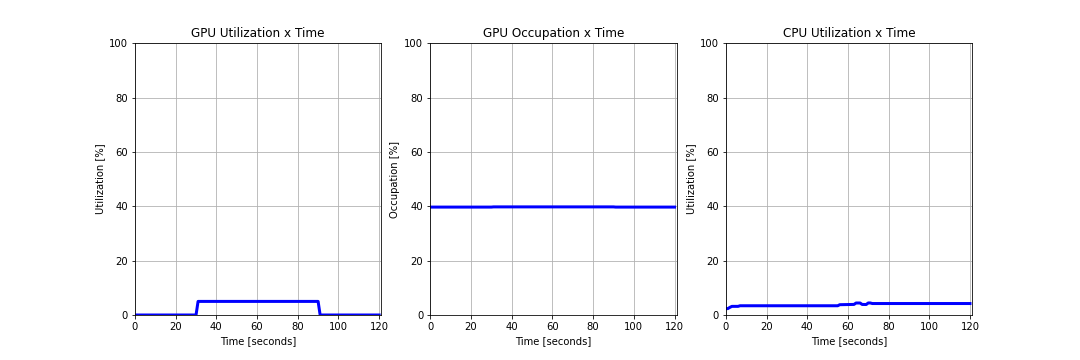 GPU Utilization x Time
100
80
60
40
20
0
Utilization [%]
0 20 40 60 80 100 120
Time [seconds]
GPU Occupation x Time
100
80
60
40
20
0
Occupation [%]
0 20 40 60 80 100 120
Time [seconds]
CPU Utilization x Time
100
80
60
40
20
0
Utilization [%]
0 20 40 60 80 100 120
Time [seconds]